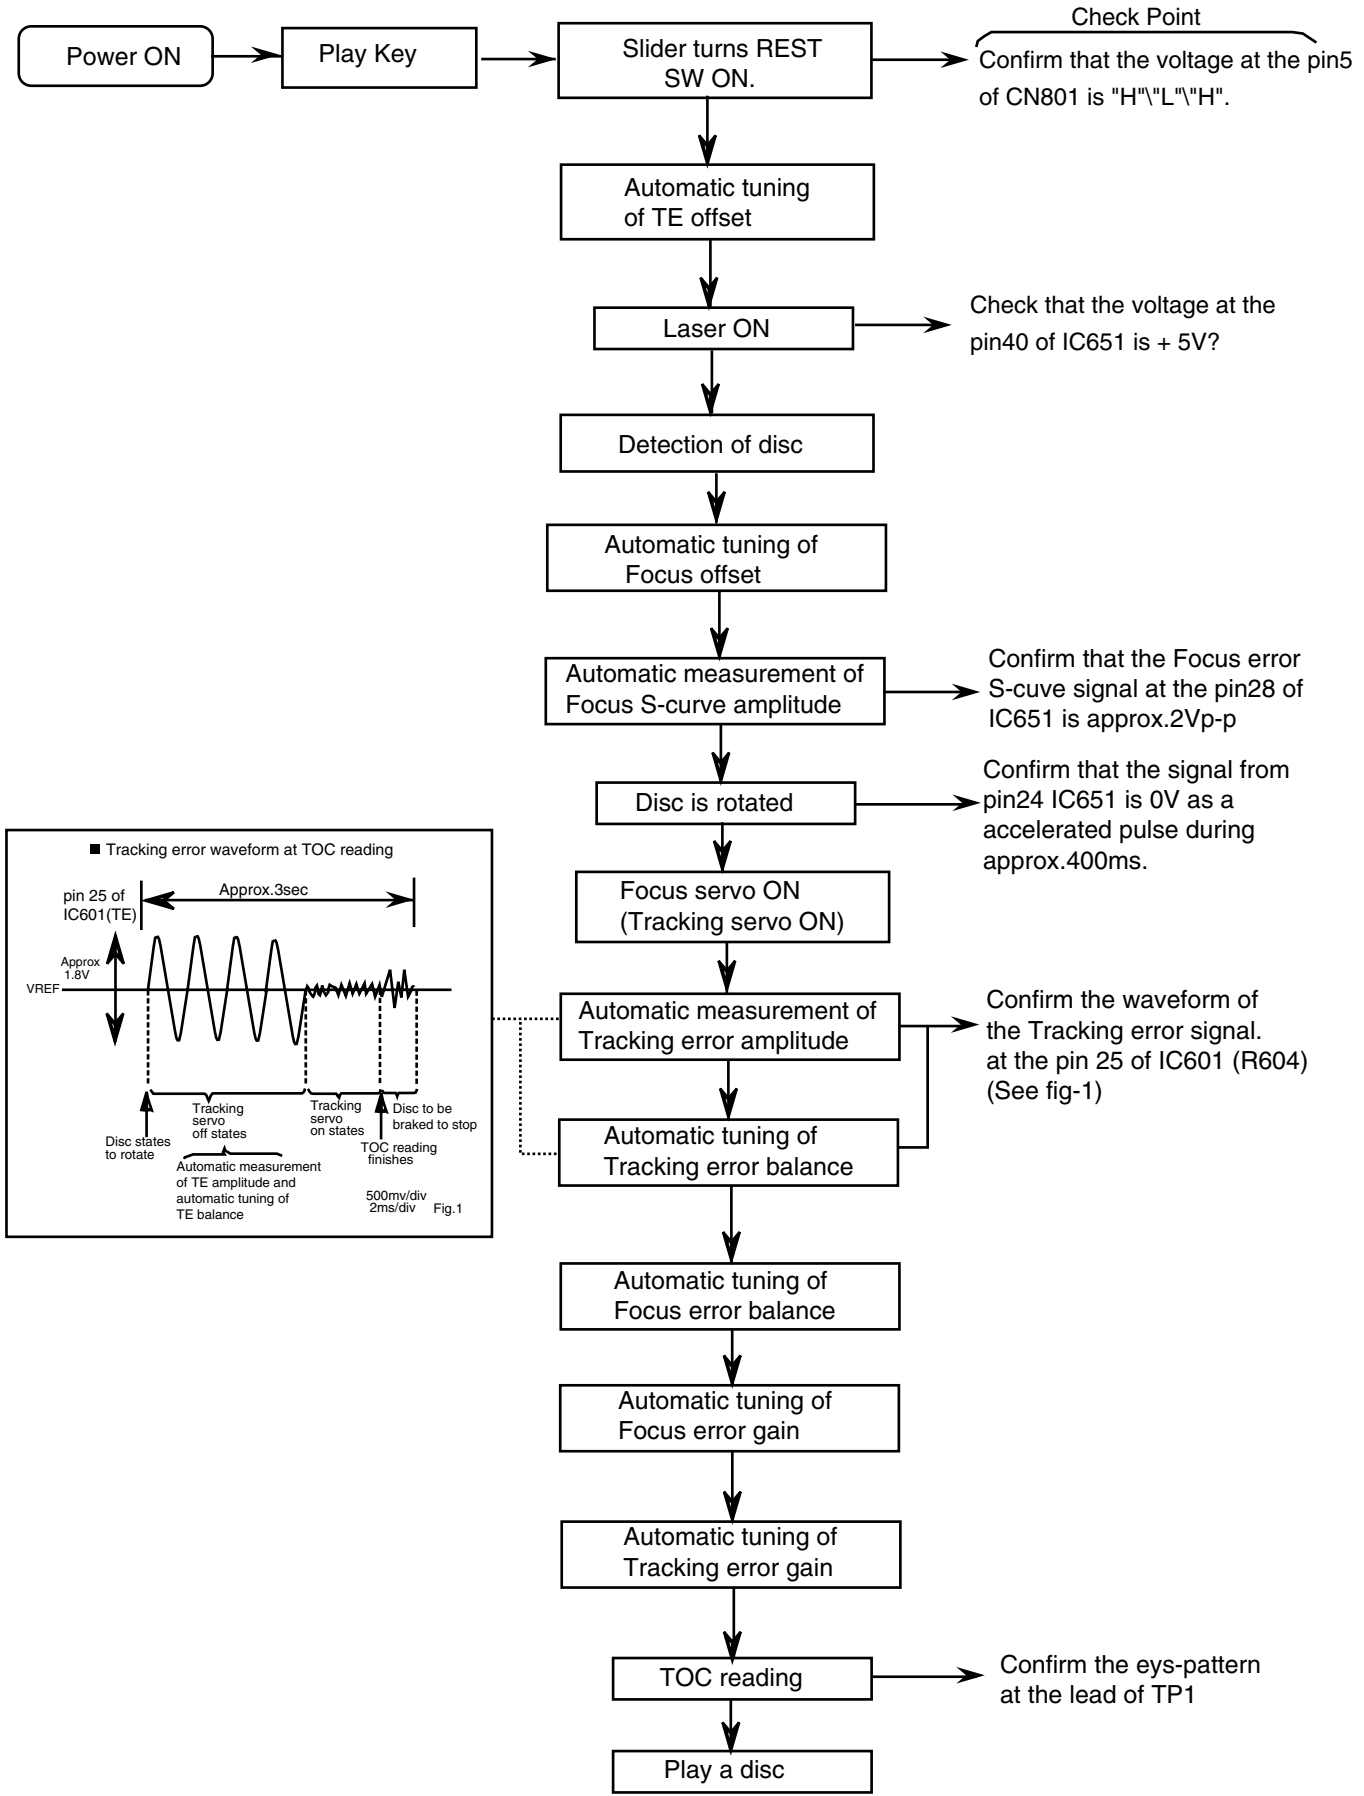 Check Point
Power ON
Play Key
Slider turns REST
SW ON.
Confirm that the voltage at the pin5
of CN801 is "H"\"L"\"H".
Automatic tuning
of TE offset
Laser ON
Check that the voltage at the
pin40 of IC651 is + 5V?
Detection of disc
Automatic tuning of
Focus offset
Automatic measurement of
Focus S-curve amplitude
Confirm that the Focus error
S-cuve signal at the pin28 of
IC651 is approx.2Vp-p
Disc is rotated
Confirm that the signal from
pin24 IC651 is 0V as a
accelerated pulse during
approx.400ms.
Focus servo ON
(Tracking servo ON)
■ Tracking error waveform at TOC reading
pin 25 of
IC601(TE)
Approx.3sec
Approx
1.8V
VREF
Disc states
to rotate
Tracking
servo
off states
Tracking
servo
on states
Disc to be
braked to stop
TOC reading
finishes
Automatic measurement
of TE amplitude and
automatic tuning of
TE balance
500mv/div
2ms/div
Fig.1
Automatic measurement of
Tracking error amplitude
Confirm the waveform of
the Tracking error signal.
at the pin 25 of IC601 (R604)
(See fig-1)
Automatic tuning of
Tracking error balance
Automatic tuning of
Focus error balance
Automatic tuning of
Focus error gain
Automatic tuning of
Tracking error gain
TOC reading
Confirm the eys-pattern
at the lead of TP1
Play a disc